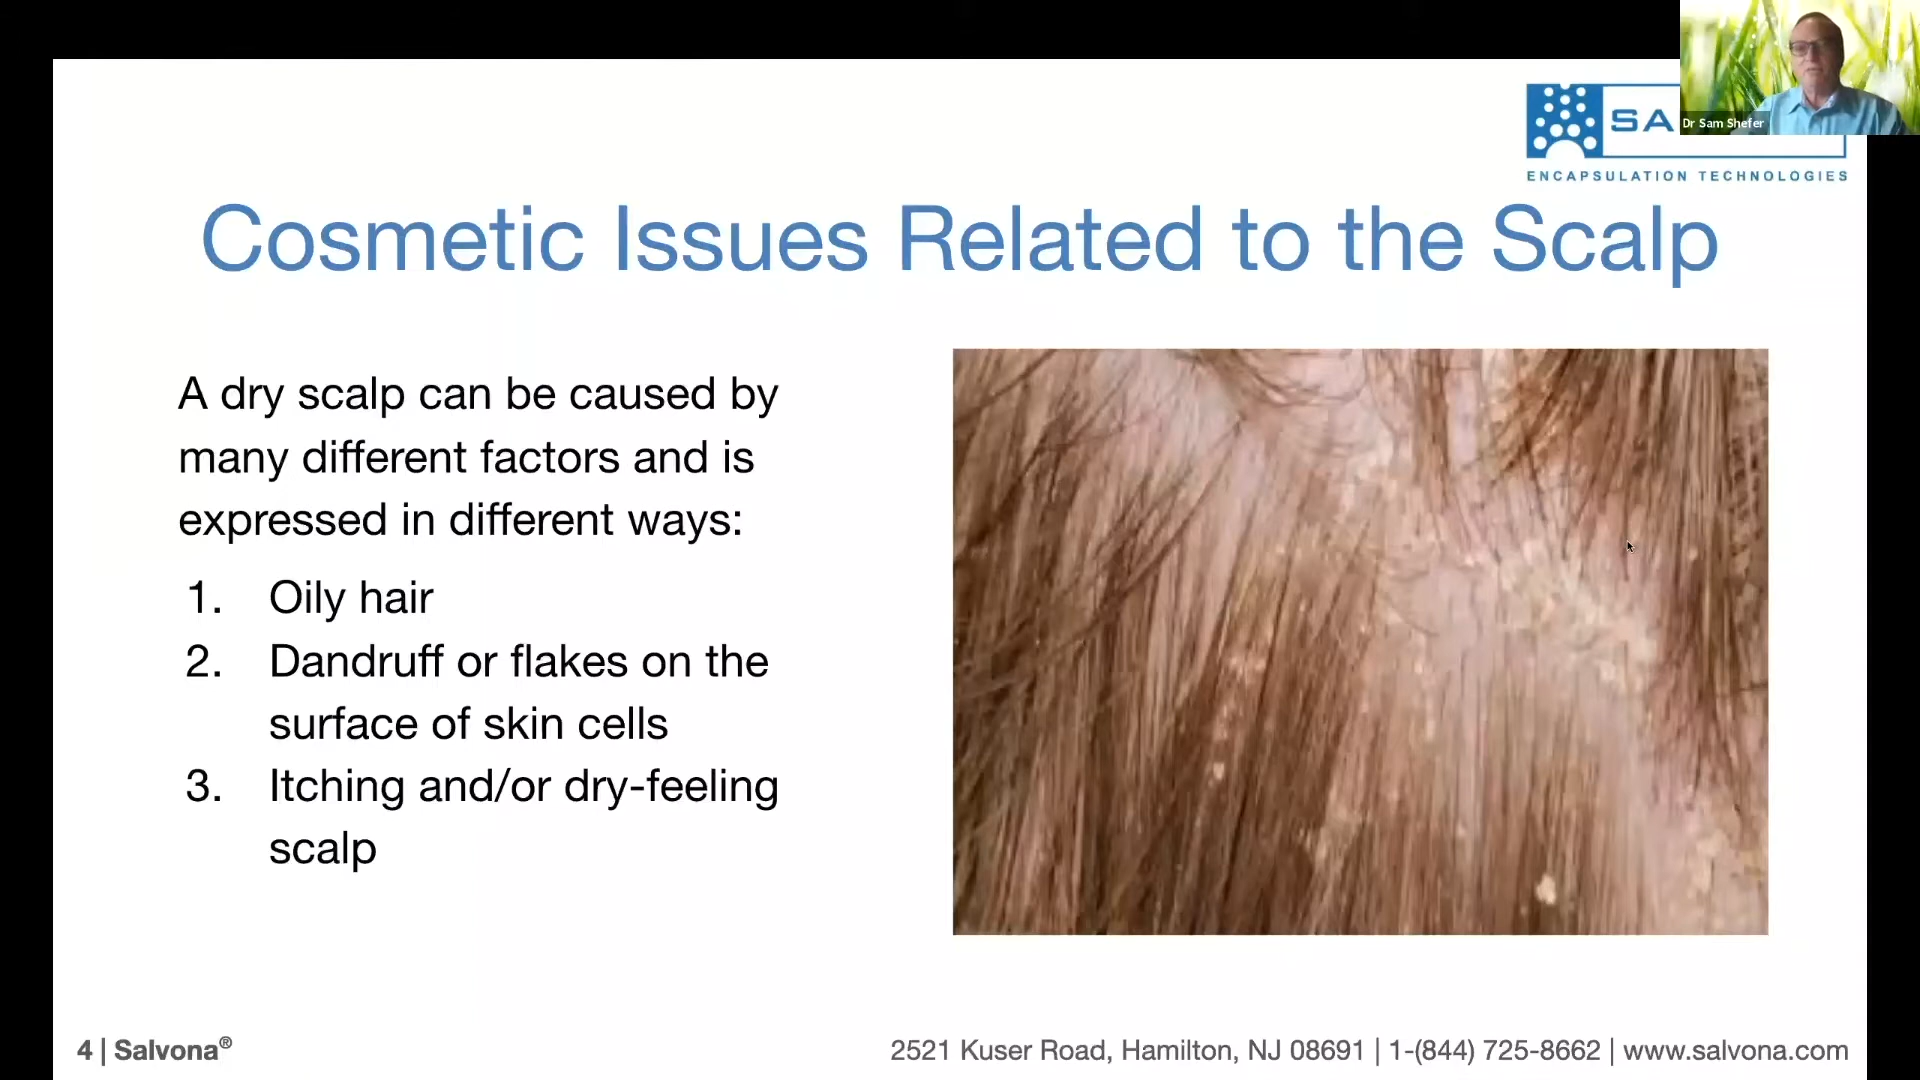 Dr Sam Shefer
SA
ENCAPSULATION TECHNOLOGIES
Cosmetic Issues Related to the Scalp
A dry scalp can be caused by
many different factors and is
expressed in different ways:
1. Oily hair
2. Dandruff or flakes on the
surface of skin cells
3. Itching and/or dry-feeling
scalp
4 | Salvona®
2521 Kuser Road, Hamilton, NJ 08691 | 1-(844) 725-8662 | www.salvona.com